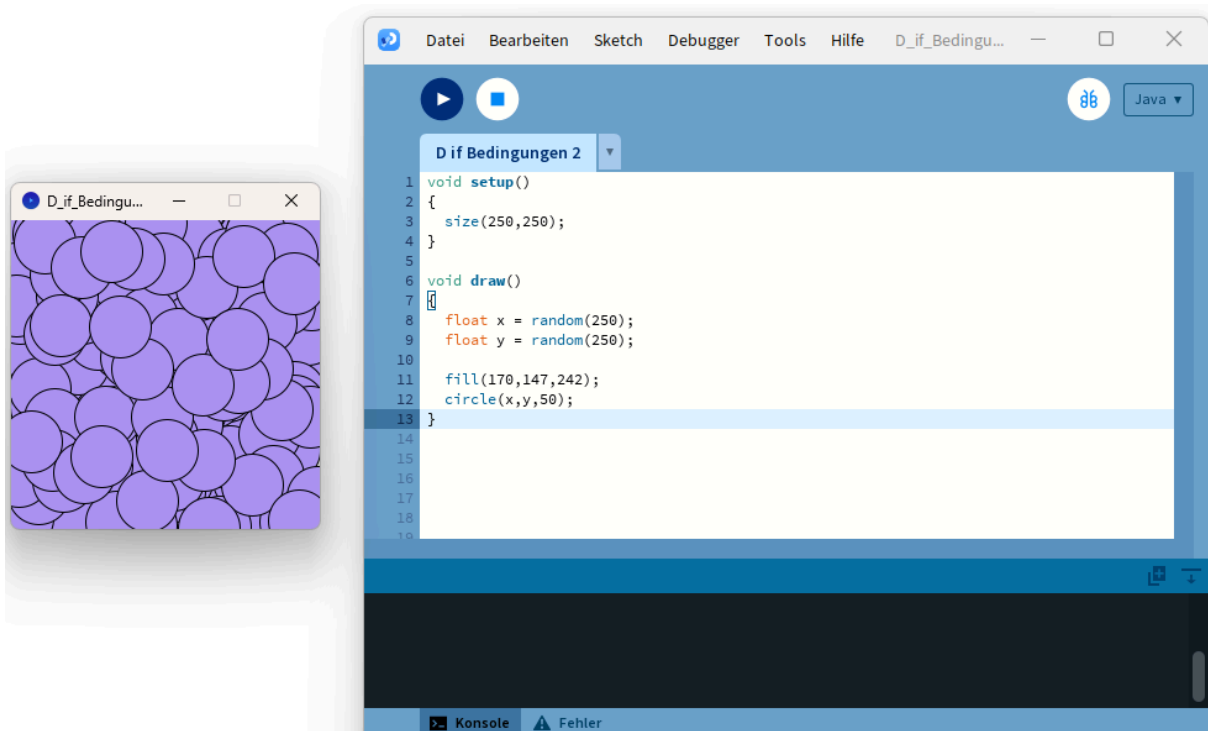 Datei Bearbeiten Sketch Debugger Tools Hilfe D_if_Bedingu...
Java ▼
D if Bedingungen 2 ▼
D_if_Bedingu...
1 void setup()
2 {
3   size(250,250);
4 }
5
6 void draw()
7 {
8   float x = random(250);
9   float y = random(250);
10
11   fill(170,147,242);
12   circle(x,y,50);
13 }
14
15
16
17
18
19
Konsole Fehler